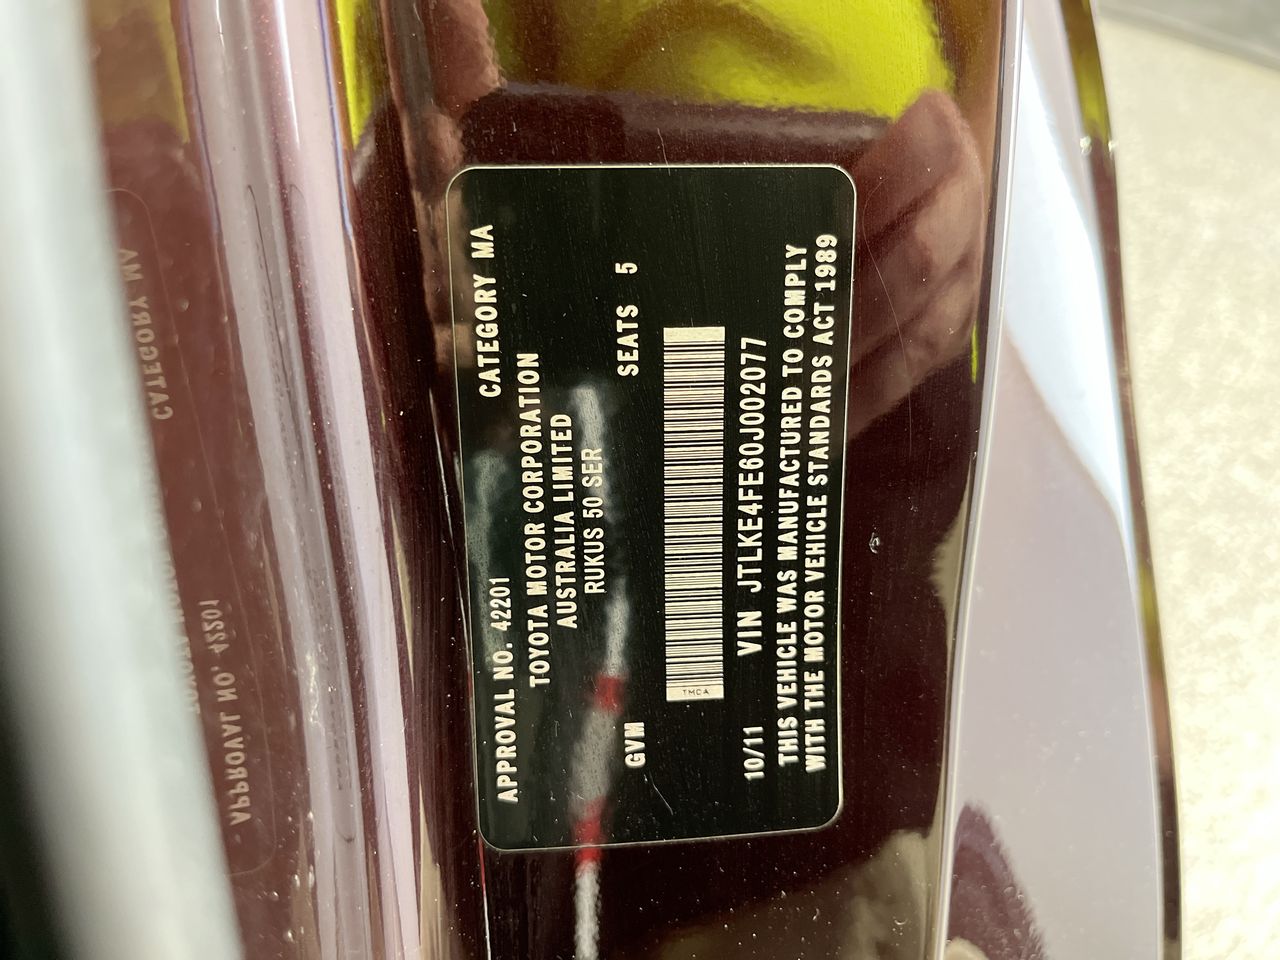 APPROVAL NO. 42201 CATEGORY MA
TOYOTA MOTOR CORPORATION
AUSTRALIA LIMITED
RUKUS 50 SER
GVM SEATS 5
TMCA
10/11 VIN JTLKE4FE60J002077
THIS VEHICLE WAS MANUFACTURED TO COMPLY
WITH THE MOTOR VEHICLE STANDARDS ACT 1989